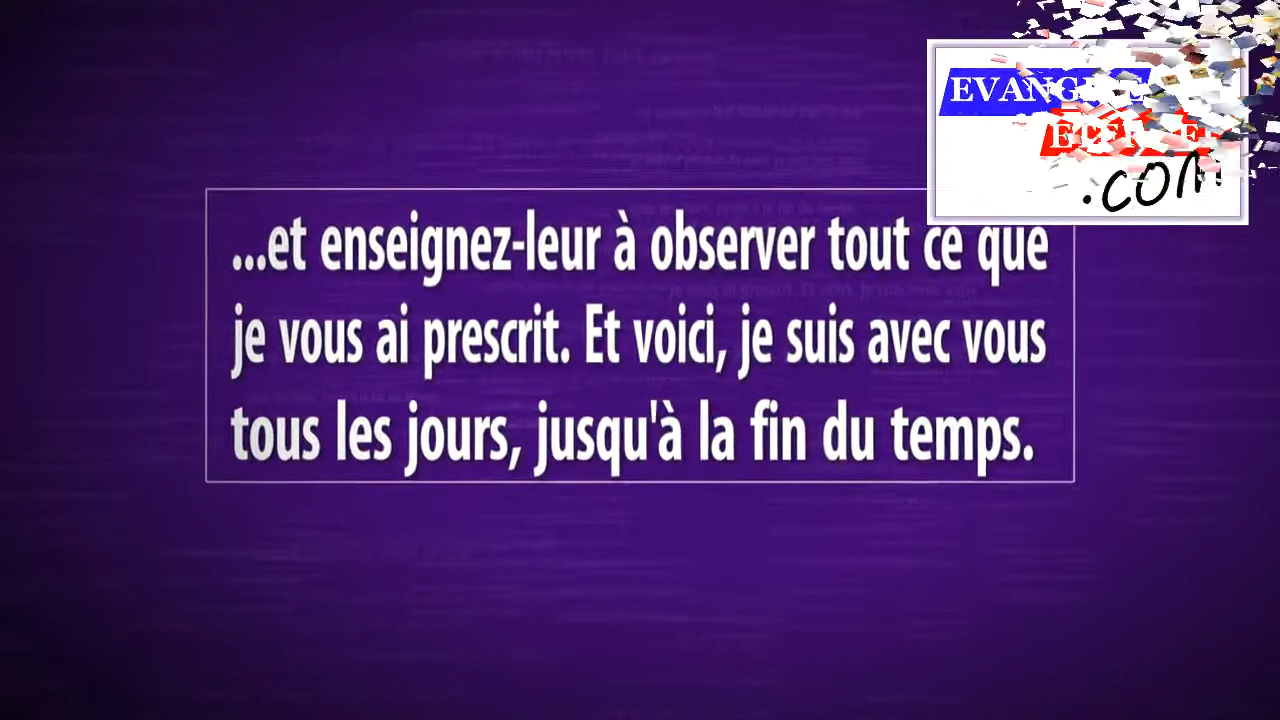 ...et enseignez-leur à observer tout ce que
je vous ai prescrit. Et voici, je suis avec vous
tous les jours, jusqu'à la fin du temps.
.com